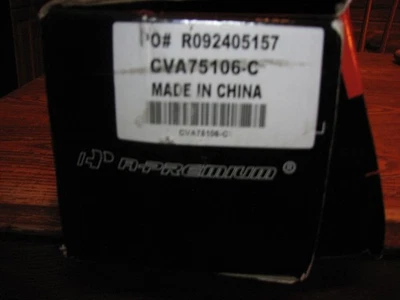 PO# R092405157
CVA75106-C
MADE IN CHINA
CVA75106-C
A-PREMIUM®